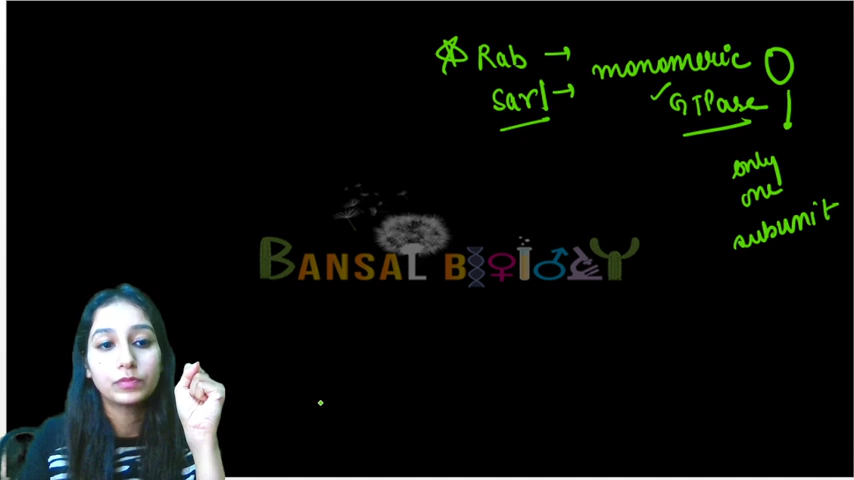 Rab → monomeric
Sar1 → GTPase
only
one
subunit
BANSAL BIOLOGY